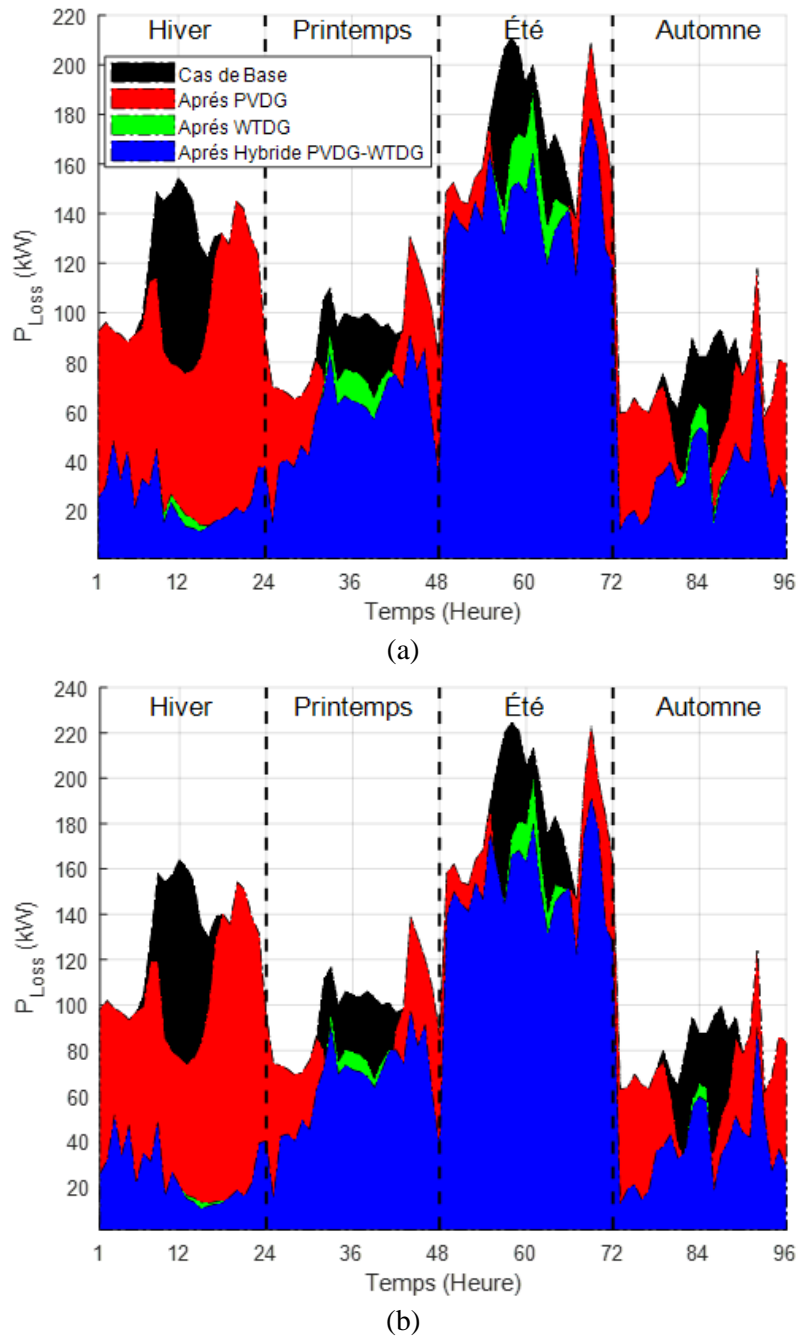 220
200
180
160
140
120
100
80
60
40
20
P_Loss (kW)
Hiver Printemps Été Automne
Cas de Base
Aprés PVDG
Aprés WTDG
Aprés Hybride PVDG-WTDG
1 12 24 36 48 60 72 84 96
Temps (Heure)
(a)
240
220
200
180
160
140
120
100
80
60
40
20
P_Loss (kW)
Hiver Printemps Été Automne
1 12 24 36 48 60 72 84 96
Temps (Heure)
(b)